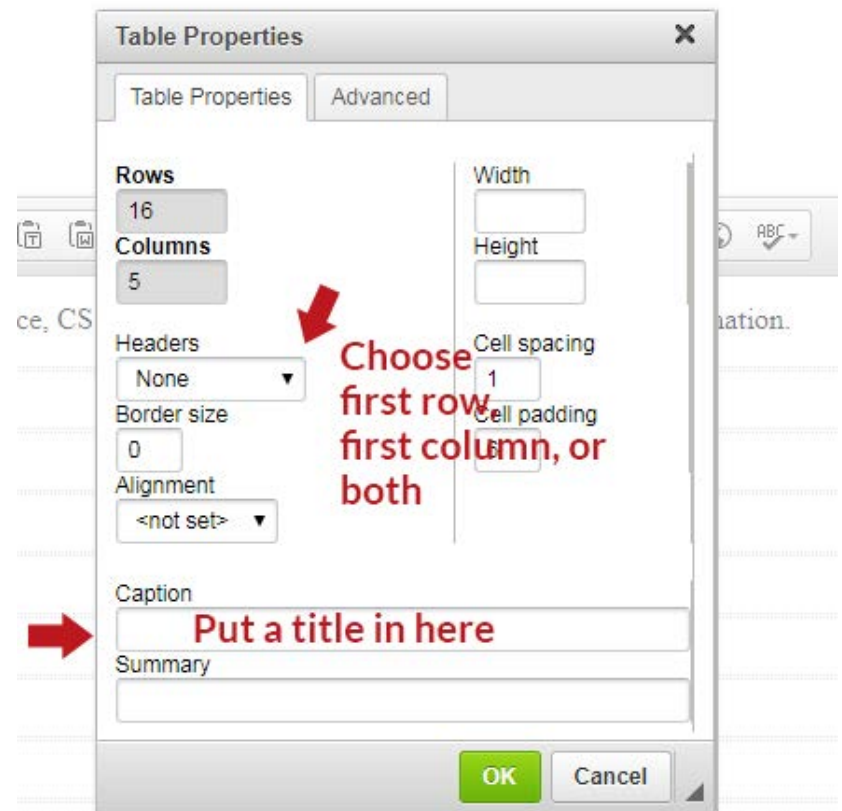 Table Properties
Table Properties Advanced
Rows
16
Columns
5
Width
Height
ABC
ce, CS
nation.
Headers
None
Border size
0
Alignment
<not set>
Cell spacing
1
Cell padding
6
Choose
first row,
first column, or
both
Caption
Put a title in here
Summary
OK Cancel